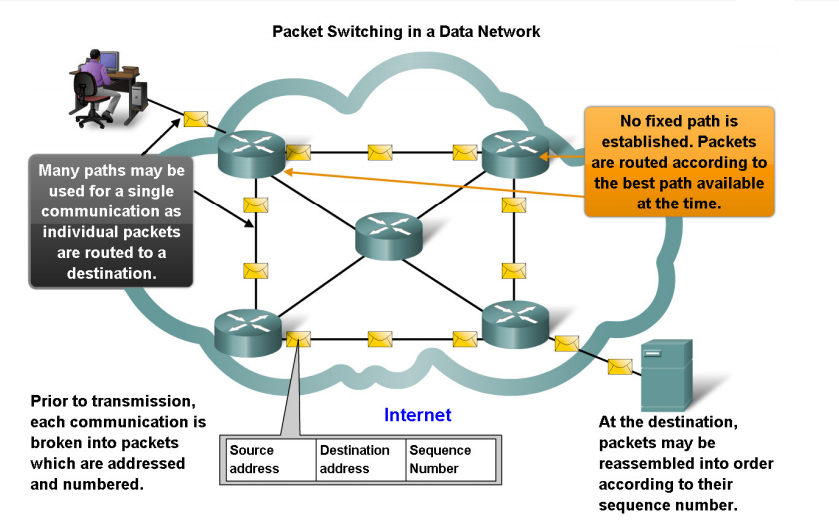 Packet Switching in a Data Network
No fixed path is
established. Packets
are routed according to
the best path available
at the time.
Many paths may be
used for a single
communication as
individual packets
are routed to a
destination.
Prior to transmission,
each communication is
broken into packets
which are addressed
and numbered.
Internet
Source
address
Destination
address
Sequence
Number
At the destination,
packets may be
reassembled into order
according to their
sequence number.